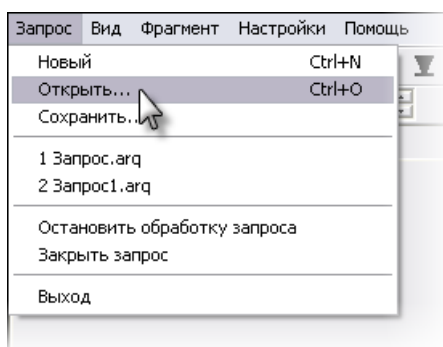 Запрос Вид Фрагмент Настройки Помощь
Новый Ctrl+N
Открыть... Ctrl+O
Сохранить...
1 Запрос.arq
2 Запрос1.arq
Остановить обработку запроса
Закрыть запрос
Выход